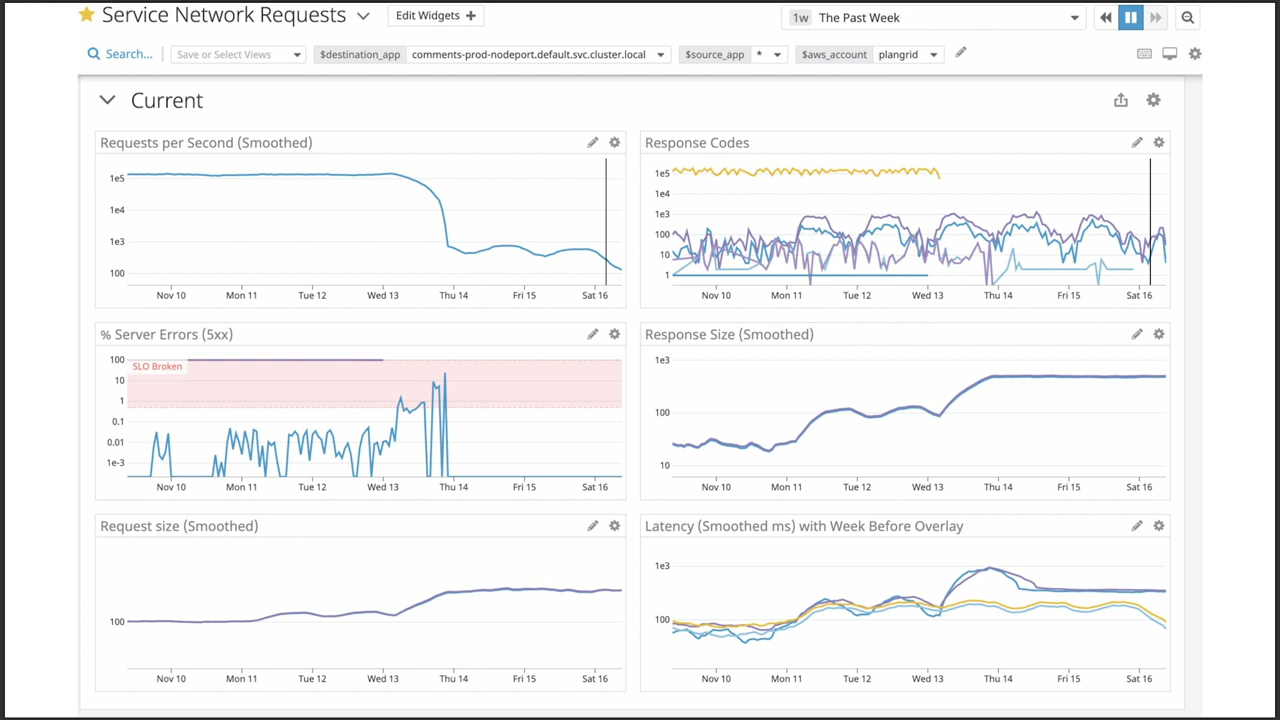 Service Network Requests
Edit Widgets +
1w The Past Week
Search...
Save or Select Views
$destination_app comments-prod-nodeport.default.svc.cluster.local
$source_app *
$aws_account plangrid
Current
Requests per Second (Smoothed)
1e5
1e4
1e3
100
Nov 10 Mon 11 Tue 12 Wed 13 Thu 14 Fri 15 Sat 16
Response Codes
1e5
1e4
1e3
100
10
1
Nov 10 Mon 11 Tue 12 Wed 13 Thu 14 Fri 15 Sat 16
% Server Errors (5xx)
100
SLO Broken
10
1
0.1
0.01
1e-3
Nov 10 Mon 11 Tue 12 Wed 13 Thu 14 Fri 15 Sat 16
Response Size (Smoothed)
1e3
100
10
Nov 10 Mon 11 Tue 12 Wed 13 Thu 14 Fri 15 Sat 16
Request size (Smoothed)
100
Nov 10 Mon 11 Tue 12 Wed 13 Thu 14 Fri 15 Sat 16
Latency (Smoothed ms) with Week Before Overlay
1e3
100
Nov 10 Mon 11 Tue 12 Wed 13 Thu 14 Fri 15 Sat 16